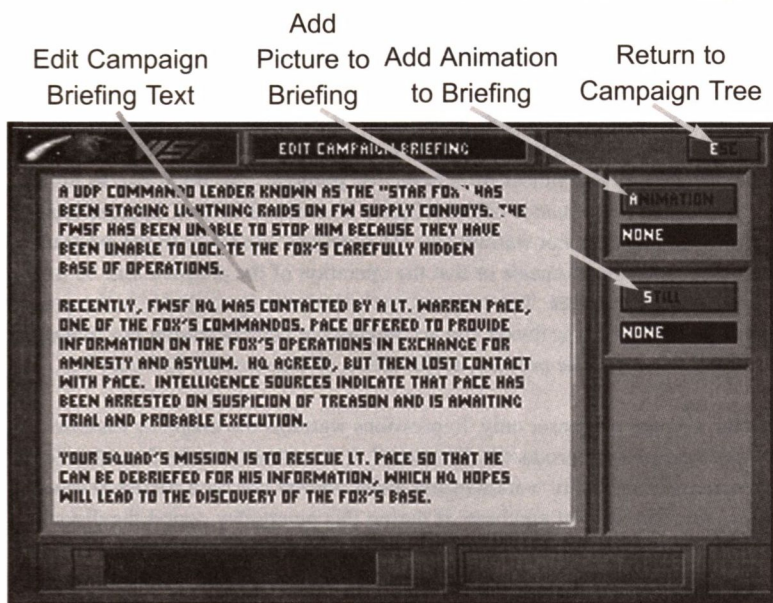 Add
Edit Campaign Picture to Add Animation Return to
Briefing Text Briefing to Briefing Campaign Tree
EDIT CAMPAIGN BRIEFING
ESC
A UDP COMMANDO LEADER KNOWN AS THE "STAR FOX" HAS
BEEN STAGING LIGHTNING RAIDS ON FW SUPPLY CONVOYS. THE
FWSF HAS BEEN UNABLE TO STOP HIM BECAUSE THEY HAVE
BEEN UNABLE TO LOCATE THE FOX'S CAREFULLY HIDDEN
BASE OF OPERATIONS.
RECENTLY, FWSF HQ WAS CONTACTED BY A LT. WARREN PACE,
ONE OF THE FOX'S COMMANDOS. PACE OFFERED TO PROVIDE
INFORMATION ON THE FOX'S OPERATIONS IN EXCHANGE FOR
AMNESTY AND ASYLUM. HQ AGREED, BUT THEN LOST CONTACT
WITH PACE. INTELLIGENCE SOURCES INDICATE THAT PACE HAS
BEEN ARRESTED ON SUSPICION OF TREASON AND IS AWAITING
TRIAL AND PROBABLE EXECUTION.
YOUR SQUAD'S MISSION IS TO RESCUE LT. PACE SO THAT HE
CAN BE DEBRIEFED FOR HIS INFORMATION, WHICH HQ HOPES
WILL LEAD TO THE DISCOVERY OF THE FOX'S BASE.
ANIMATION
NONE
STILL
NONE